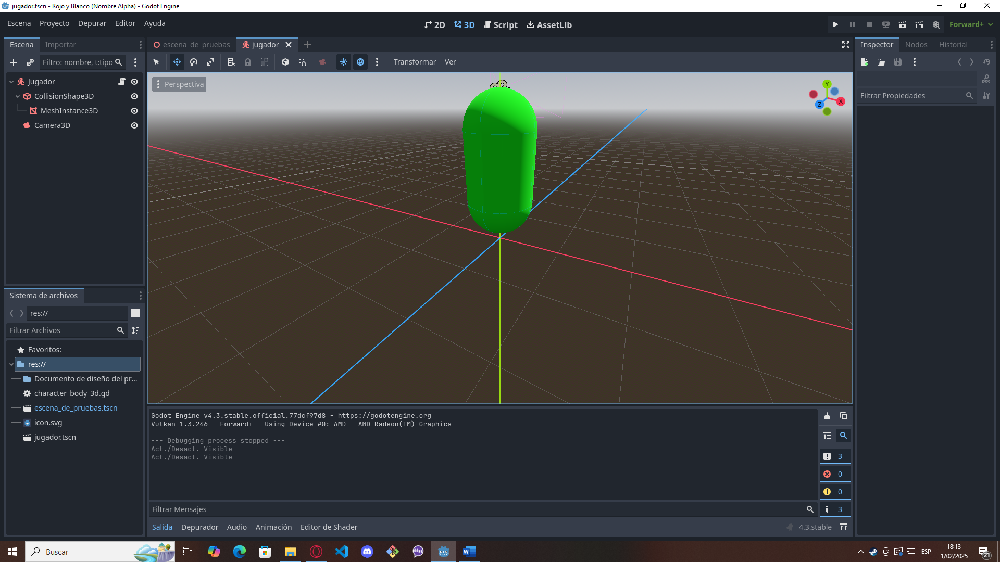 jugador.tscn - Rojo y Blanco (Nombre Alpha) - Godot Engine
Escena Proyecto Depurar Editor Ayuda
2D 3D Script AssetLib
Forward+
Escena Importar
escena_de_pruebas jugador
Inspector Nodos Historial
Filtro: nombre, t:tipo
Transformar Ver
Jugador
CollisionShape3D
MeshInstance3D
Camera3D
Perspectiva
Y
X
Z
DOC
Filtrar Propiedades
Sistema de archivos
res://
Filtrar Archivos
Favoritos:
res://
Documento de diseño del pr...
character_body_3d.gd
escena_de_pruebas.tscn
icon.svg
jugador.tscn
Godot Engine v4.3.stable.official.77dcf97d8 - https://godotengine.org
Vulkan 1.3.246 - Forward+ - Using Device #0: AMD - AMD Radeon(TM) Graphics
--- Debugging process stopped ---
Act./Desact. Visible
Act./Desact. Visible
3
0
0
3
Filtrar Mensajes
Salida Depurador Audio Animación Editor de Shader
4.3.stable
Buscar
W
ESP
18:13
1/02/2025
21